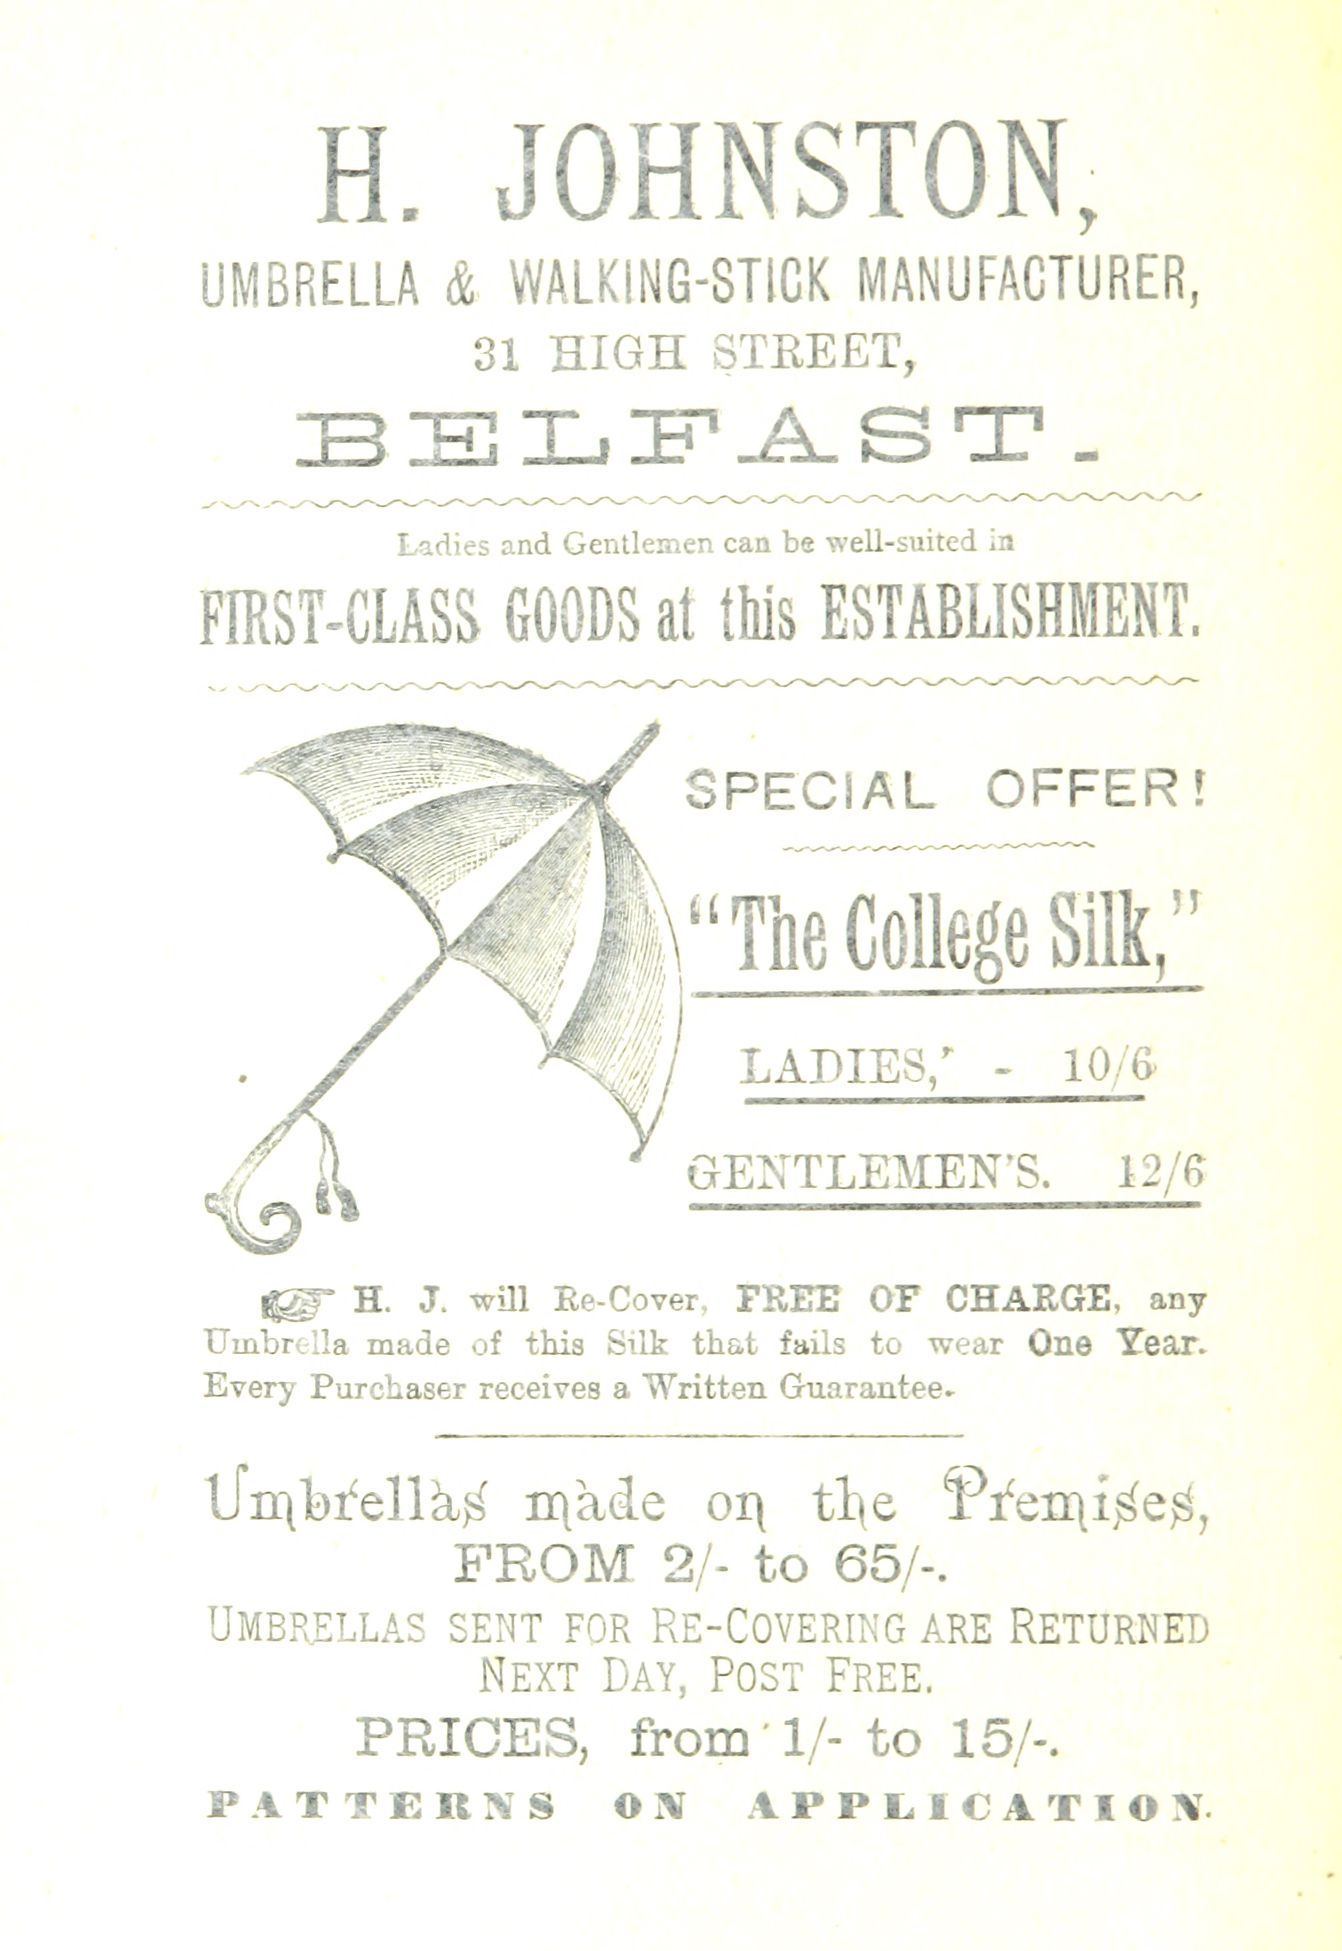 H. JOHNSTON,
UMBRELLA & WALKING-STICK MANUFACTURER,
31 HIGH STREET,
BELFAST.
Ladies and Gentlemen can be well-suited in
FIRST-CLASS GOODS at this ESTABLISHMENT.
SPECIAL OFFER!
"The College Silk,"
LADIES,' - 10/6
GENTLEMEN'S. 12/6
☞ H. J. will Re-Cover, FREE OF CHARGE, any
Umbrella made of this Silk that fails to wear One Year.
Every Purchaser receives a Written Guarantee.
Umbrellas made on the Premises,
FROM 2/- to 65/-.
UMBRELLAS SENT FOR RE-COVERING ARE RETURNED
NEXT DAY, POST FREE.
PRICES, from 1/- to 15/-.
PATTERNS ON APPLICATION.